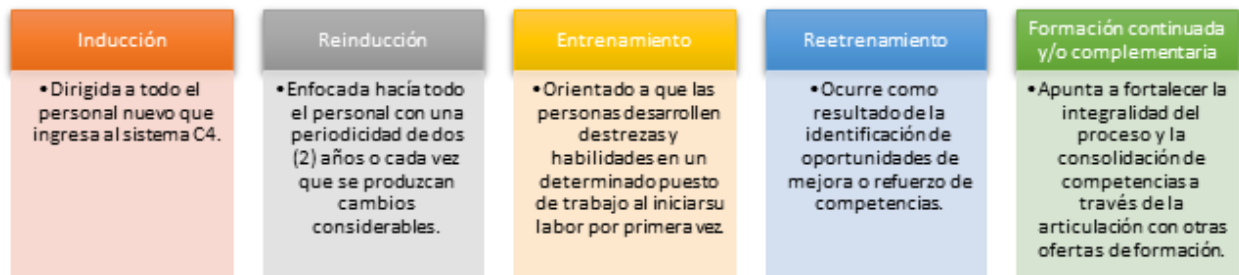 Inducción
• Dirigida a todo el
personal nuevo que
ingresa al sistema C4.
Reinducción
• Enfocada hacía todo
el personal con una
periodicidad de dos
(2) años o cada vez
que se produzcan
cambios
considerables.
Entrenamiento
• Orientado a que las
personas desarrollen
destrezas y
habilidades en un
determinado puesto
de trabajo al iniciar su
labor por primera vez
Reetrenamiento
• Ocurre como
resultado de la
identificación de
oportunidades de
mejora o refuerzo de
competencias.
Formación continuada
y/o complementaria
• Apunta a fortalecer la
integralidad del
proceso y la
consolidación de
competencias a
través de la
articulación con otras
ofertas de formación.